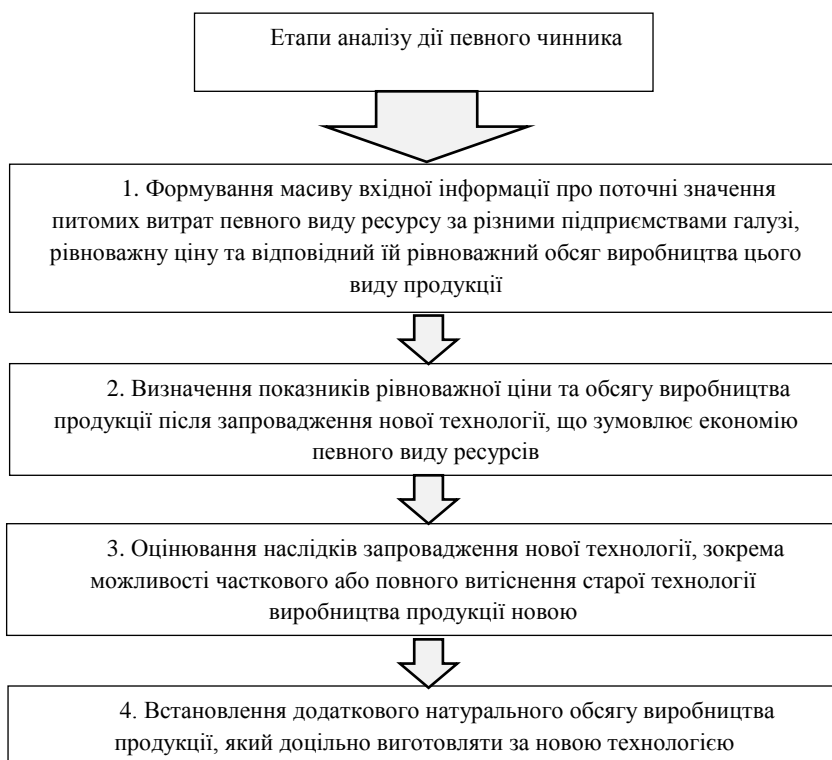 Етапи аналізу дії певного чинника
1. Формування масиву вхідної інформації про поточні значення
питомих витрат певного виду ресурсу за різними підприємствами галузі,
рівноважну ціну та відповідний їй рівноважний обсяг виробництва цього
виду продукції
2. Визначення показників рівноважної ціни та обсягу виробництва
продукції після запровадження нової технології, що зумовлює економію
певного виду ресурсів
3. Оцінювання наслідків запровадження нової технології, зокрема
можливості часткового або повного витіснення старої технології
виробництва продукції новою
4. Встановлення додаткового натурального обсягу виробництва
продукції, який доцільно виготовляти за новою технологією